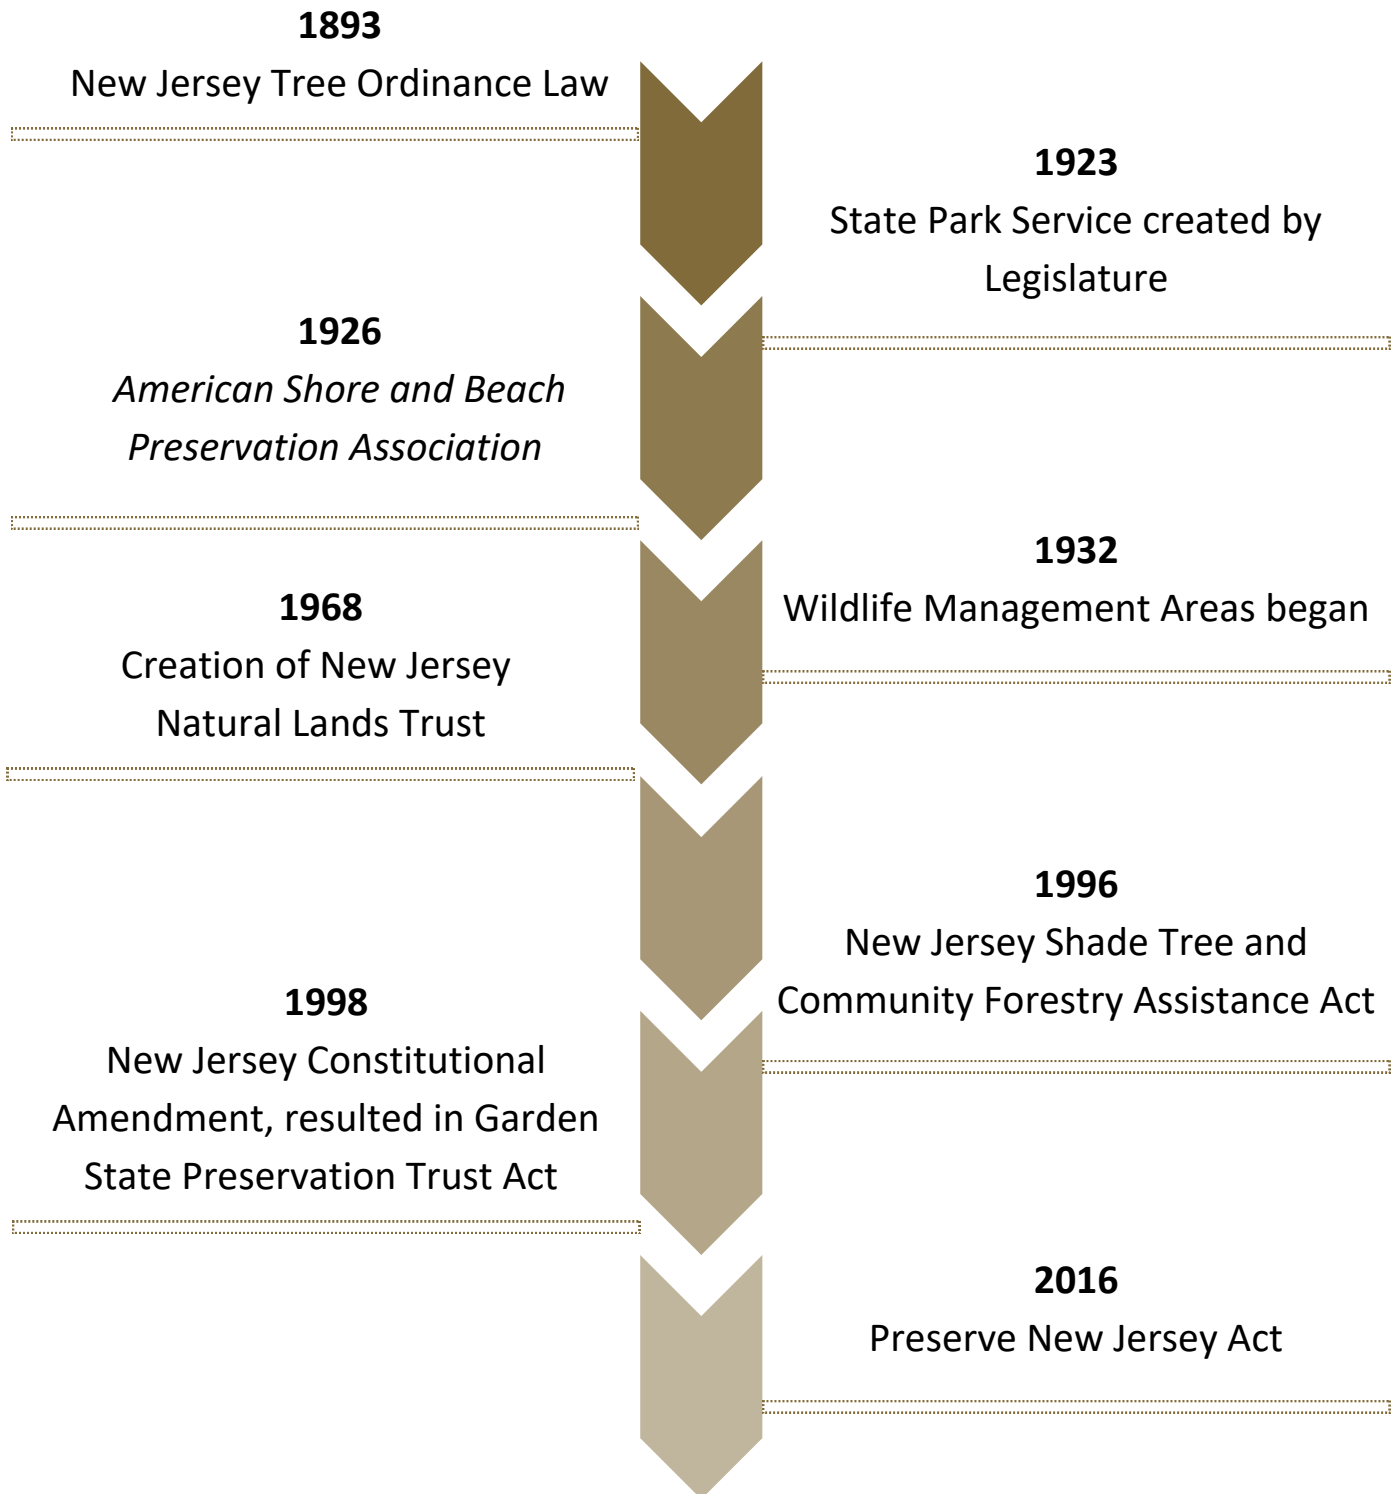 1893
New Jersey Tree Ordinance Law
1923
State Park Service created by
Legislature
1926
American Shore and Beach
Preservation Association
1932
Wildlife Management Areas began
1968
Creation of New Jersey
Natural Lands Trust
1996
New Jersey Shade Tree and
Community Forestry Assistance Act
1998
New Jersey Constitutional
Amendment, resulted in Garden
State Preservation Trust Act
2016
Preserve New Jersey Act